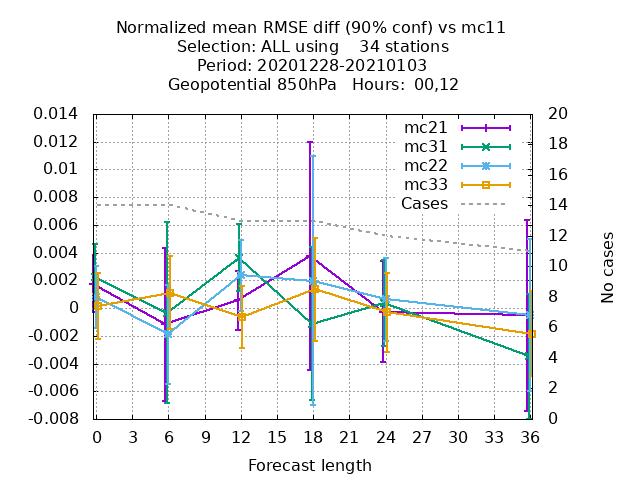 Normalized mean RMSE diff (90% conf) vs mc11
Selection: ALL using    34 stations
Period: 20201228-20210103
Geopotential 850hPa   Hours:  00,12
0.014
0.012
0.01
0.008
0.006
0.004
0.002
0
-0.002
-0.004
-0.006
-0.008
20
18
16
14
12
10
8
6
4
2
0
mc21
mc31
mc22
mc33
Cases
No cases
0 3 6 9 12 15 18 21 24 27 30 33 36
Forecast length